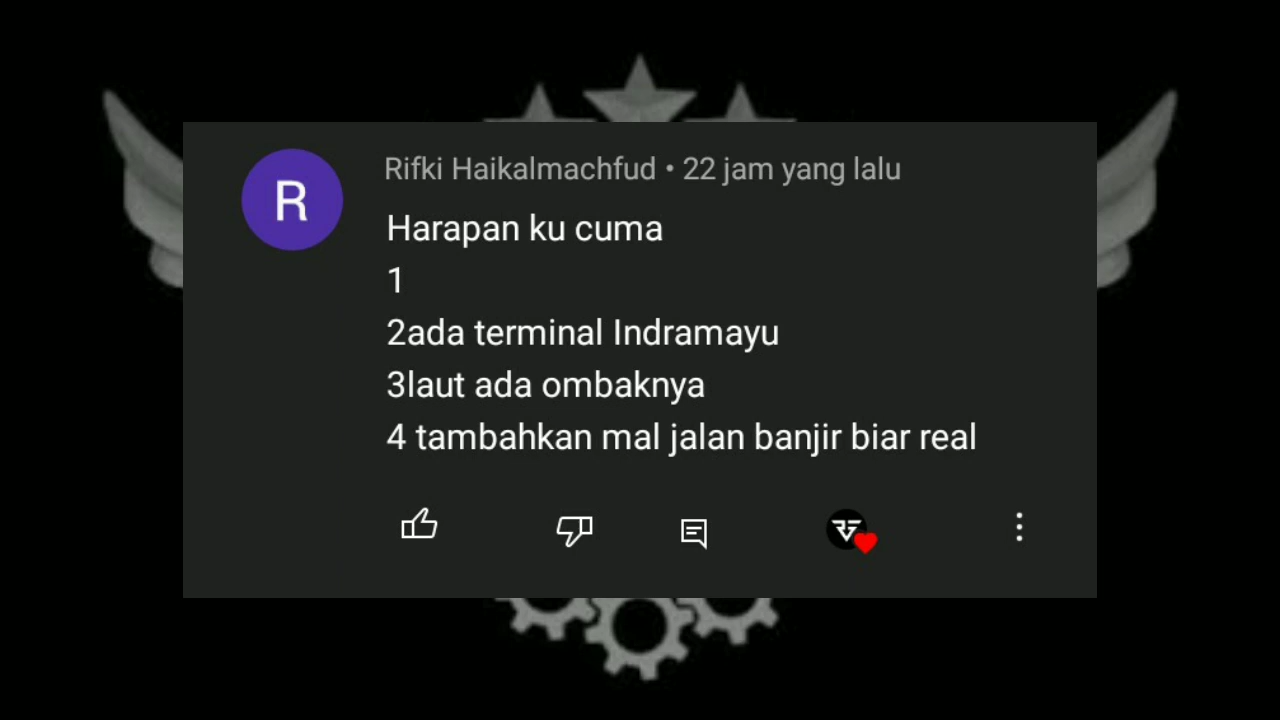 R
Rifki Haikalmachfud • 22 jam yang lalu
Harapan ku cuma
1
2ada terminal Indramayu
3laut ada ombaknya
4 tambahkan mal jalan banjir biar real